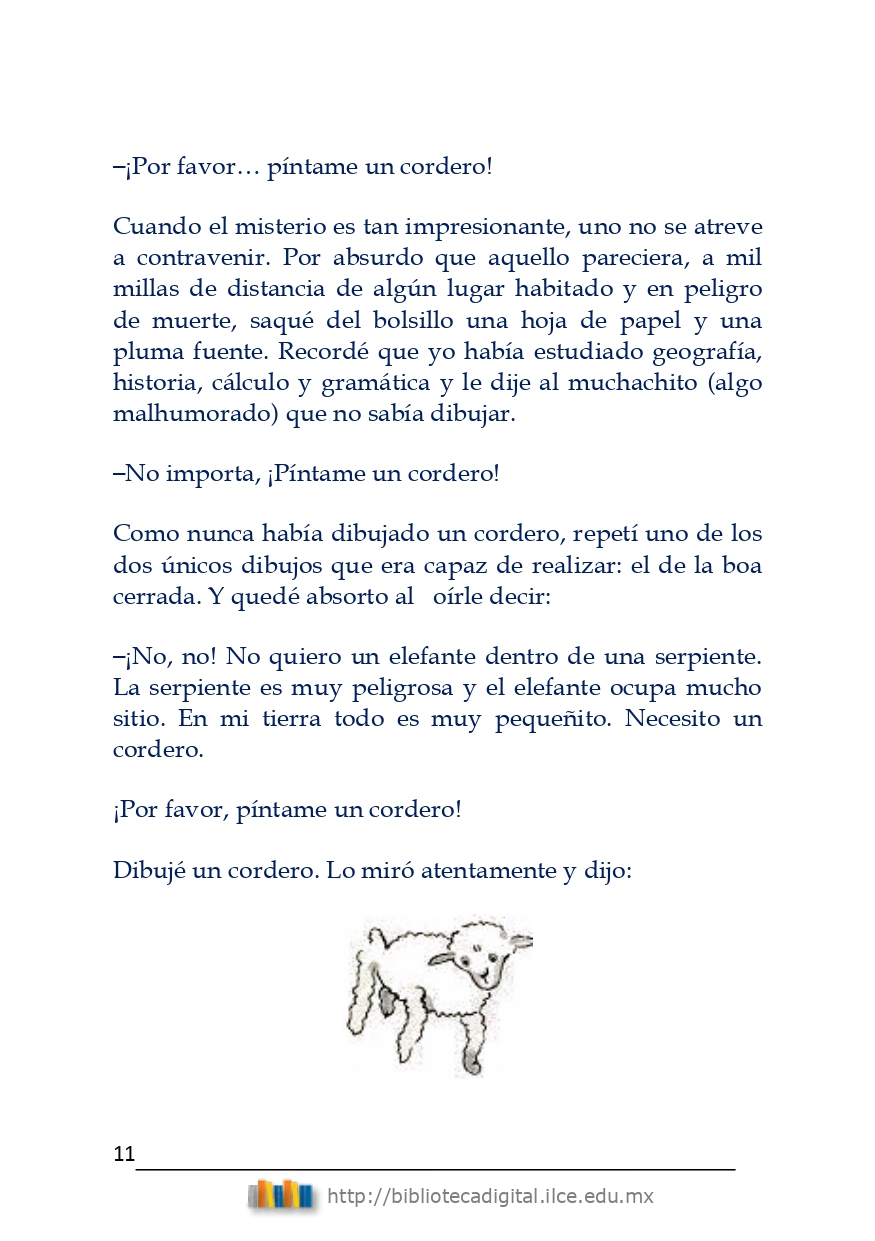 –¡Por favor… píntame un cordero!
Cuando el misterio es tan impresionante, uno no se atreve
a contravenir. Por absurdo que aquello pareciera, a mil
millas de distancia de algún lugar habitado y en peligro
de muerte, saqué del bolsillo una hoja de papel y una
pluma fuente. Recordé que yo había estudiado geografía,
historia, cálculo y gramática y le dije al muchachito (algo
malhumorado) que no sabía dibujar.
–No importa, ¡Píntame un cordero!
Como nunca había dibujado un cordero, repetí uno de los
dos únicos dibujos que era capaz de realizar: el de la boa
cerrada. Y quedé absorto al oírle decir:
–¡No, no! No quiero un elefante dentro de una serpiente.
La serpiente es muy peligrosa y el elefante ocupa mucho
sitio. En mi tierra todo es muy pequeñito. Necesito un
cordero.
¡Por favor, píntame un cordero!
Dibujé un cordero. Lo miró atentamente y dijo:
11
http://bibliotecadigital.ilce.edu.mx